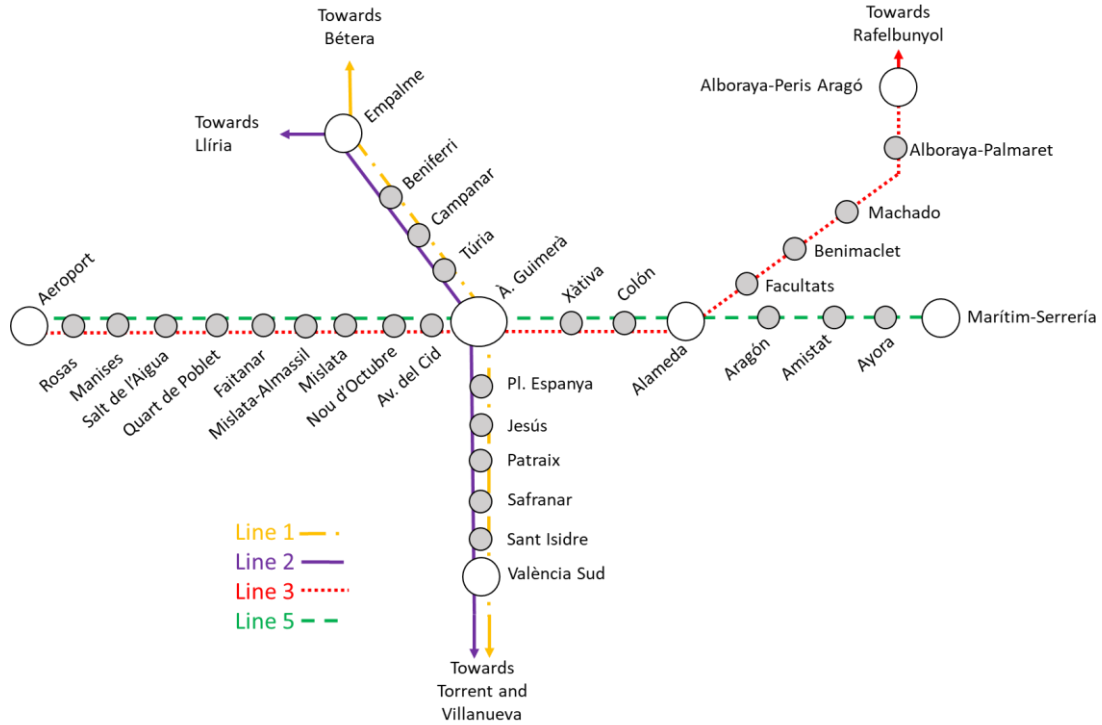 Towards
Bétera
Towards
Rafelbunyol
Empalme
Alboraya-Peris Aragó
Towards
Llíria
Alboraya-Palmaret
Beniferri
Campanar
Machado
Túria
Benimaclet
Aeroport
À. Guimerà
Xàtiva
Colón
Facultats
Marítim-Serrería
Rosas
Manises
Salt de l'Aigua
Quart de Poblet
Faitanar
Mislata-Almassil
Mislata
Nou d'Octubre
Av. del Cid
Alameda
Aragón
Amistat
Ayora
Pl. Espanya
Jesús
Patraix
Safranar
Sant Isidre
València Sud
Line 1
Line 2
Line 3
Line 5
Towards
Torrent and
Villanueva